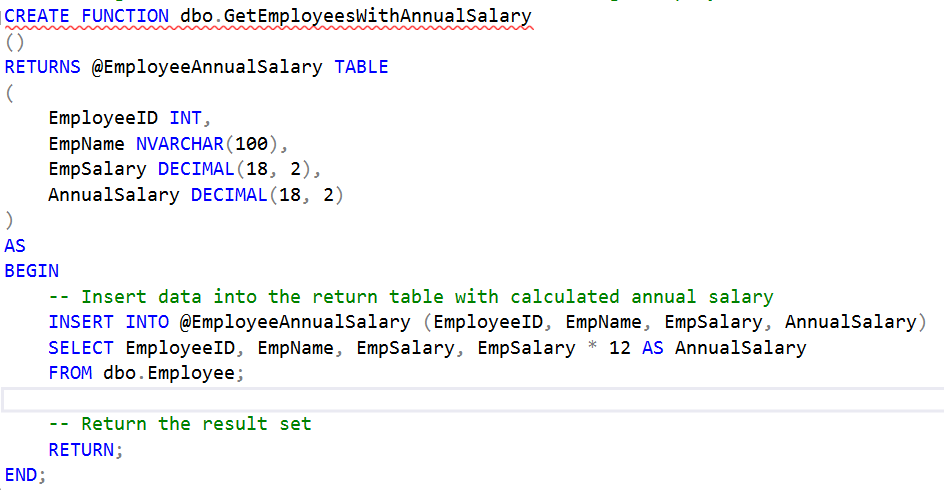 CREATE FUNCTION dbo.GetEmployeesWithAnnualSalary
()
RETURNS @EmployeeAnnualSalary TABLE
(
    EmployeeID INT,
    EmpName NVARCHAR(100),
    EmpSalary DECIMAL(18, 2),
    AnnualSalary DECIMAL(18, 2)
)
AS
BEGIN
    -- Insert data into the return table with calculated annual salary
    INSERT INTO @EmployeeAnnualSalary (EmployeeID, EmpName, EmpSalary, AnnualSalary)
    SELECT EmployeeID, EmpName, EmpSalary, EmpSalary * 12 AS AnnualSalary
    FROM dbo.Employee;
    -- Return the result set
    RETURN;
END;